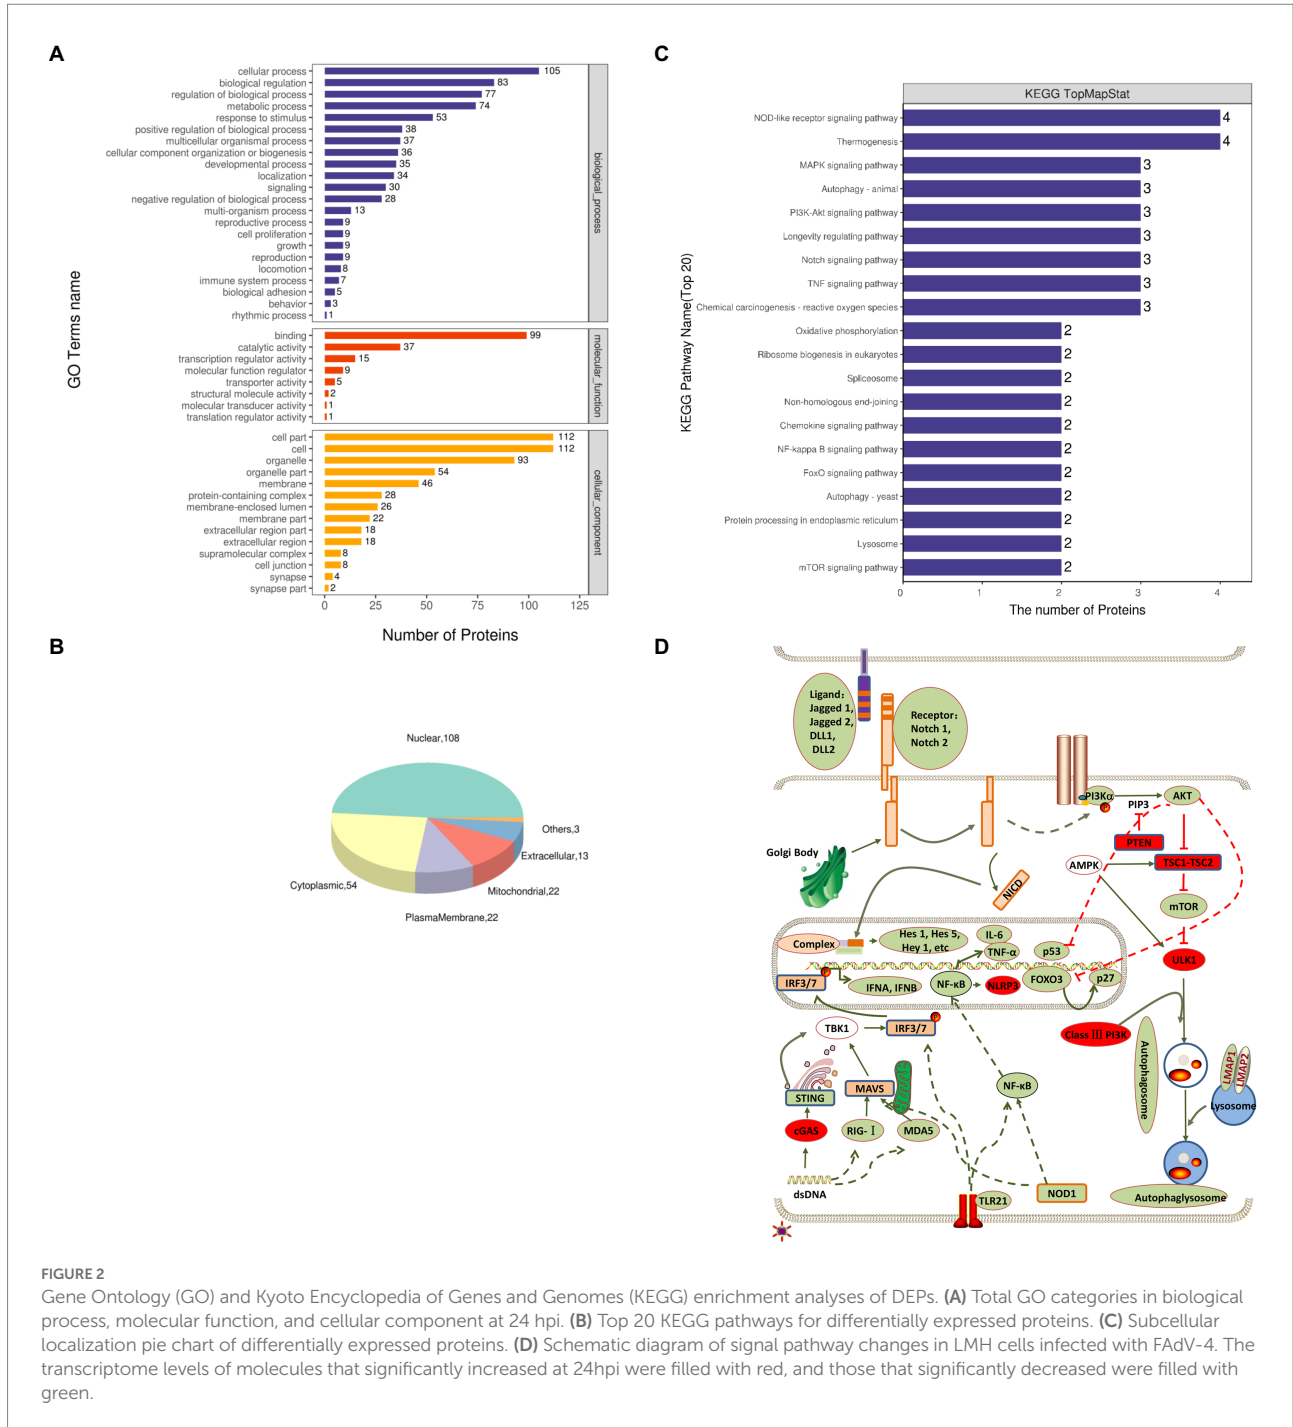 A
GO Terms name
cellular process 105
biological regulation 83
regulation of biological process 77
metabolic process 74
response to stimulus 53
positive regulation of biological process 38
multicellular organismal process 37
cellular component organization or biogenesis 36
developmental process 35
localization 34
signaling 30
negative regulation of biological process 28
multi-organism process 13
reproductive process 9
cell proliferation 9
growth 9
reproduction 9
locomotion 8
immune system process 7
biological adhesion 5
behavior 3
rhythmic process 1
biological_process
binding 99
catalytic activity 37
transcription regulator activity 15
molecular function regulator 9
transporter activity 5
structural molecule activity 2
molecular transducer activity 1
translation regulator activity 1
molecular_function
cell part 112
cell 112
organelle 93
organelle part 54
membrane 46
protein-containing complex 28
membrane-enclosed lumen 26
membrane part 22
extracellular region part 18
extracellular region 18
supramolecular complex 8
cell junction 8
synapse 4
synapse part 2
cellular_component
0 25 50 75 100 125
Number of Proteins
C
KEGG TopMapStat
KEGG Pathway Name(Top 20)
NOD-like receptor signaling pathway 4
Thermogenesis 4
MAPK signaling pathway 3
Autophagy - animal 3
PI3K-Akt signaling pathway 3
Longevity regulating pathway 3
Notch signaling pathway 3
TNF signaling pathway 3
Chemical carcinogenesis - reactive oxygen species 3
Oxidative phosphorylation 2
Ribosome biogenesis in eukaryotes 2
Spliceosome 2
Non-homologous end-joining 2
Chemokine signaling pathway 2
NF-kappa B signaling pathway 2
FoxO signaling pathway 2
Autophagy - yeast 2
Protein processing in endoplasmic reticulum 2
Lysosome 2
mTOR signaling pathway 2
0 1 2 3 4
The number of Proteins
B
Nuclear,108
Others,3
Extracellular,13
Mitochondrial,22
PlasmaMembrane,22
Cytoplasmic,54
D
Ligand:
Jagged 1,
Jagged 2,
DLL1,
DLL2
Receptor:
Notch 1,
Notch 2
PI3Kα
P
PIP3
AKT
PTEN
AMPK
TSC1-TSC2
mTOR
ULK1
Golgi Body
NICD
Complex
Hes 1, Hes 5,
Hey 1, etc
IL-6
TNF-α
p53
IRF3/7
P
IFNA, IFNB
NF-κB
NLRP3
FOXO3
p27
TBK1
IRF3/7
P
Class Ⅲ PI3K
STING
MAVS
NF-κB
Autophagosome
LMAP1
LMAP2
Lysosome
cGAS
RIG-Ⅰ
MDA5
dsDNA
TLR21
NOD1
Autophaglysosome
FIGURE 2
Gene Ontology (GO) and Kyoto Encyclopedia of Genes and Genomes (KEGG) enrichment analyses of DEPs. (A) Total GO categories in biological
process, molecular function, and cellular component at 24 hpi. (B) Top 20 KEGG pathways for differentially expressed proteins. (C) Subcellular
localization pie chart of differentially expressed proteins. (D) Schematic diagram of signal pathway changes in LMH cells infected with FAdV-4. The
transcriptome levels of molecules that significantly increased at 24hpi were filled with red, and those that significantly decreased were filled with
green.